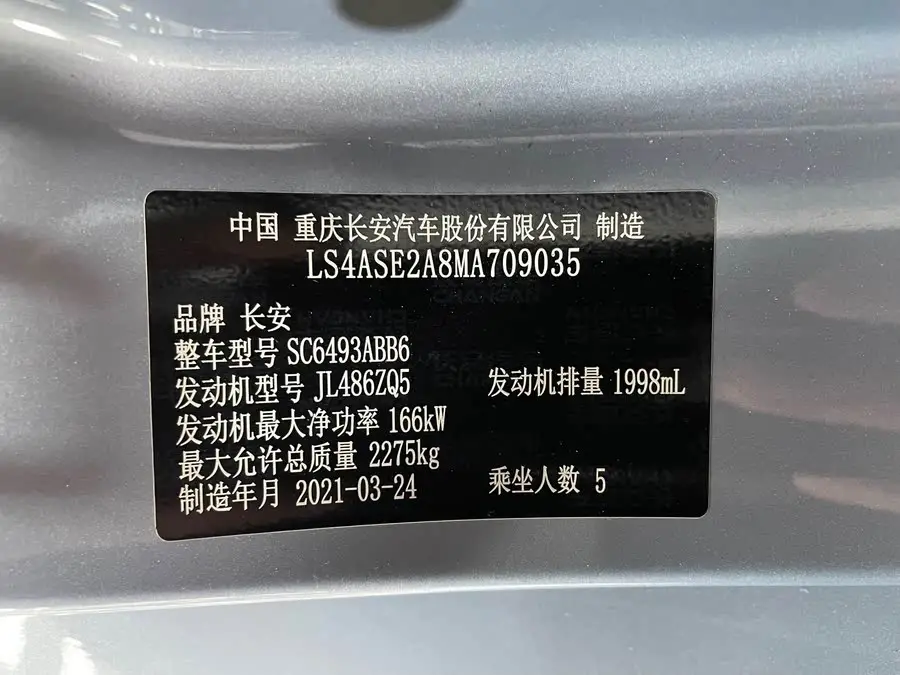 中国 重庆长安汽车股份有限公司 制造
LS4ASE2A8MA709035
品牌 长安
整车型号 SC6493ABB6
发动机型号 JL486ZQ5 发动机排量 1998mL
发动机最大净功率 166kW
最大允许总质量 2275kg
制造年月 2021-03-24 乘坐人数 5